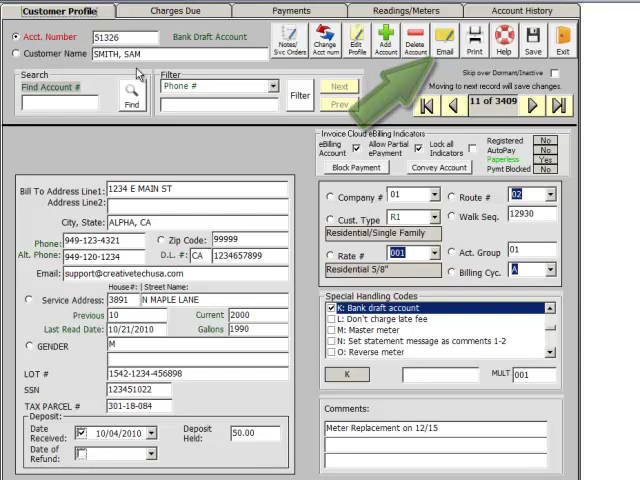 Customer Profile Charges Due Payments Readings/Meters Account History
Acct. Number 51326 Bank Draft Account
Customer Name SMITH, SAM
Notes/ Svc Orders Change Acct num Edit Profile Add Account Delete Account Email Print Help Save Exit
Search Filter
Find Account # Find Phone # Filter Next Prev
Skip over Dormant/Inactive
Moving to next record will save changes.
11 of 3409
Invoice Cloud eBilling Indicators
eBilling Account Allow Partial ePayment Lock all Indicators
Block Payment Convey Account
Registered No
AutoPay No
Paperless Yes
Pymt Blocked No
Bill To Address Line1: 1234 E MAIN ST
Address Line2:
City, State: ALPHA, CA
Phone: 949-123-4321 Zip Code: 99999
Alt. Phone: 949-120-1234 D.L. #: CA 1234657899
Email: support@creativetechusa.com
House#: Street Name:
Service Address: 3891 N MAPLE LANE
Previous 10 Current 2000
Last Read Date: 10/21/2010 Gallons 1990
GENDER M
LOT # 1542-1234-456898
SSN 123451022
TAX PARCEL # 301-18-084
Deposit:
Date Received: 10/04/2010 Deposit Held: 50.00
Date of Refund:
Company # 01 Route # 02
Cust. Type R1 Walk Seq. 12930
Residential/Single Family
Rate # 001 Act. Group 01
Residential 5/8" Billing Cyc. A
Special Handling Codes
K: Bank draft account
L: Don't charge late fee
M: Master meter
N: Set statement message as comments 1-2
O: Reverse meter
K MULT 001
Comments:
Meter Replacement on 12/15